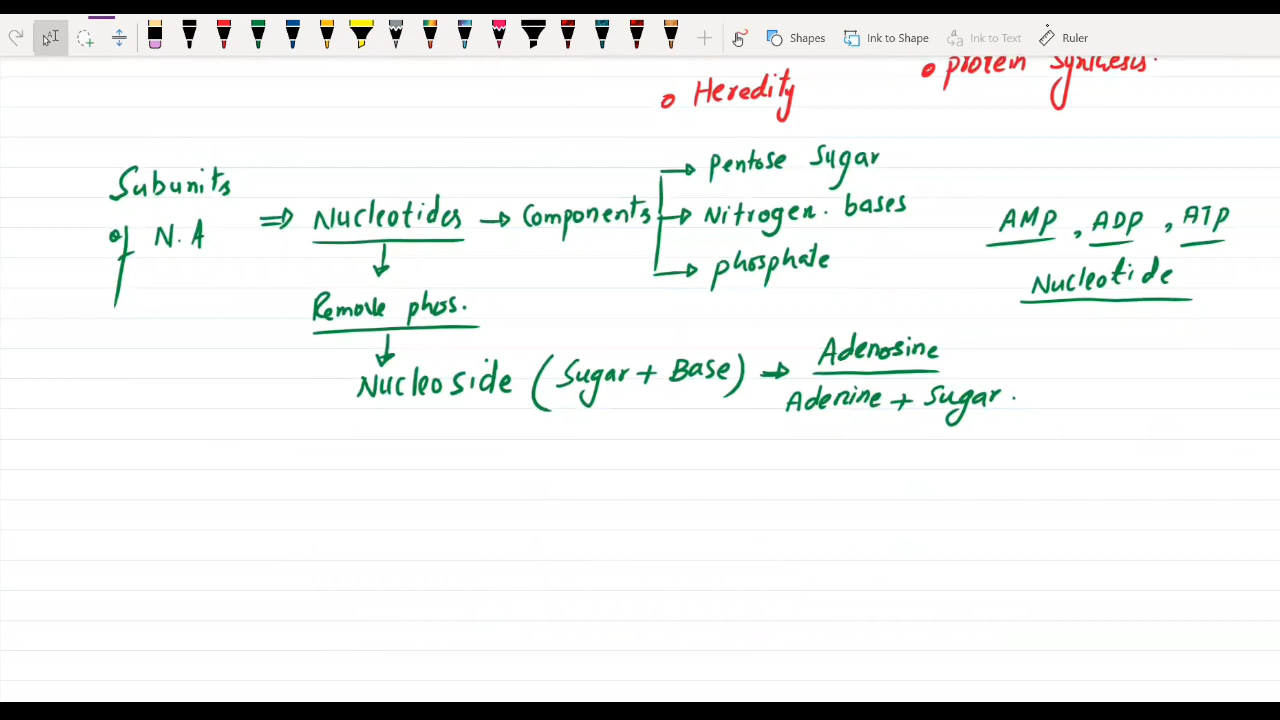 Shapes
Ink to Shape
Ink to Text
Ruler
• Heredity
• protein synthesis.
Subunits
of N.A
⇒ Nucleotides → Components
→ Pentose Sugar
→ Nitrogen. bases
→ phosphate
AMP, ADP, ATP
Nucleotide
Remove phos.
Nucleoside (Sugar + Base) → Adenosine
Adenine + Sugar.